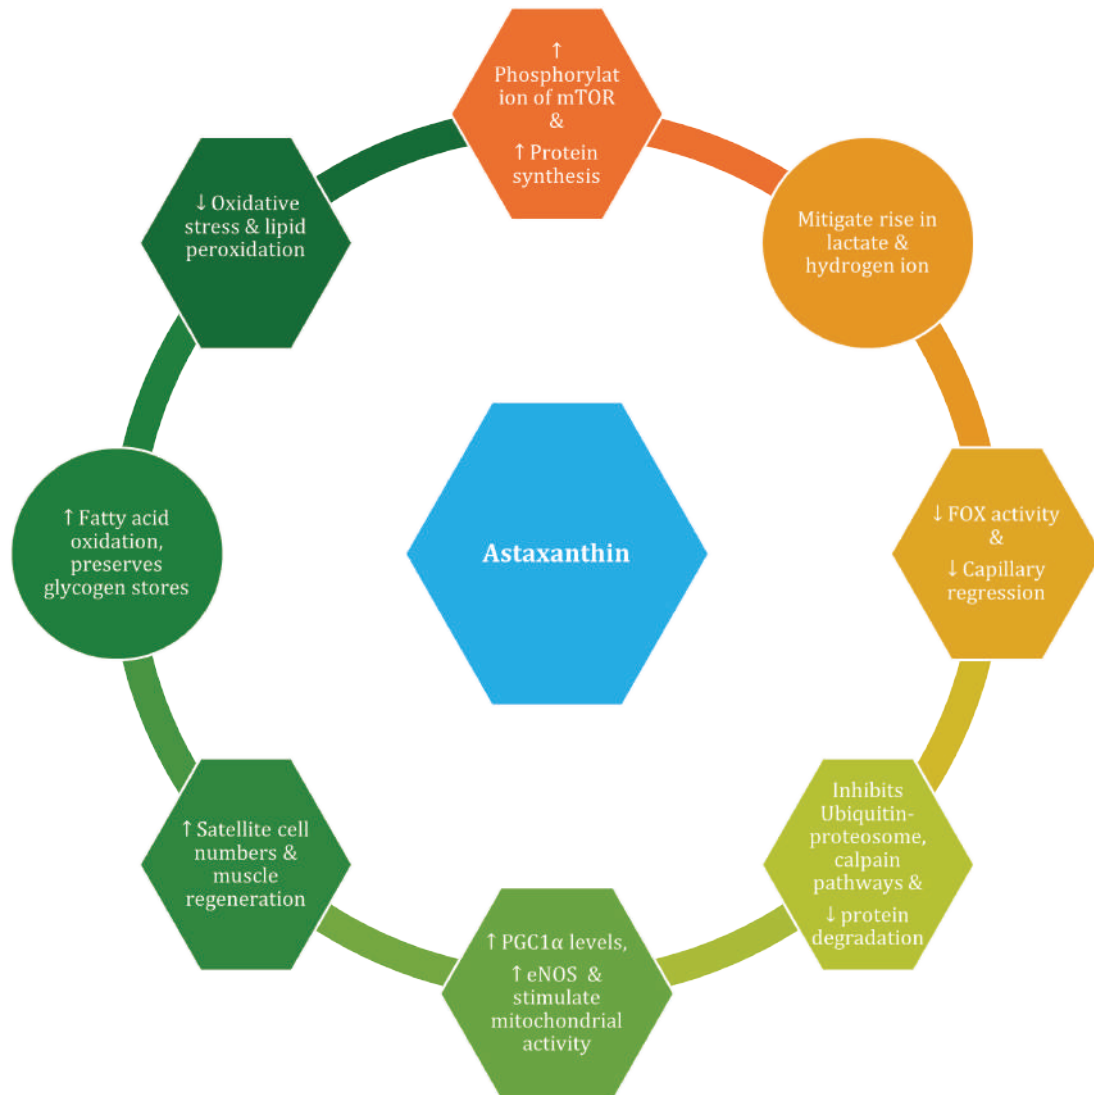 ↑
Phosphorylat
ion of mTOR
&
↑ Protein
synthesis
Mitigate rise in
lactate &
hydrogen ion
↓ FOX activity
&
↓ Capillary
regression
Inhibits
Ubiquitin-
proteosome,
calpain
pathways &
↓ protein
degradation
↑ PGC1α levels,
↑ eNOS &
stimulate
mitochondrial
activity
↑ Satellite cell
numbers &
muscle
regeneration
↑ Fatty acid
oxidation,
preserves
glycogen stores
↓ Oxidative
stress & lipid
peroxidation
Astaxanthin